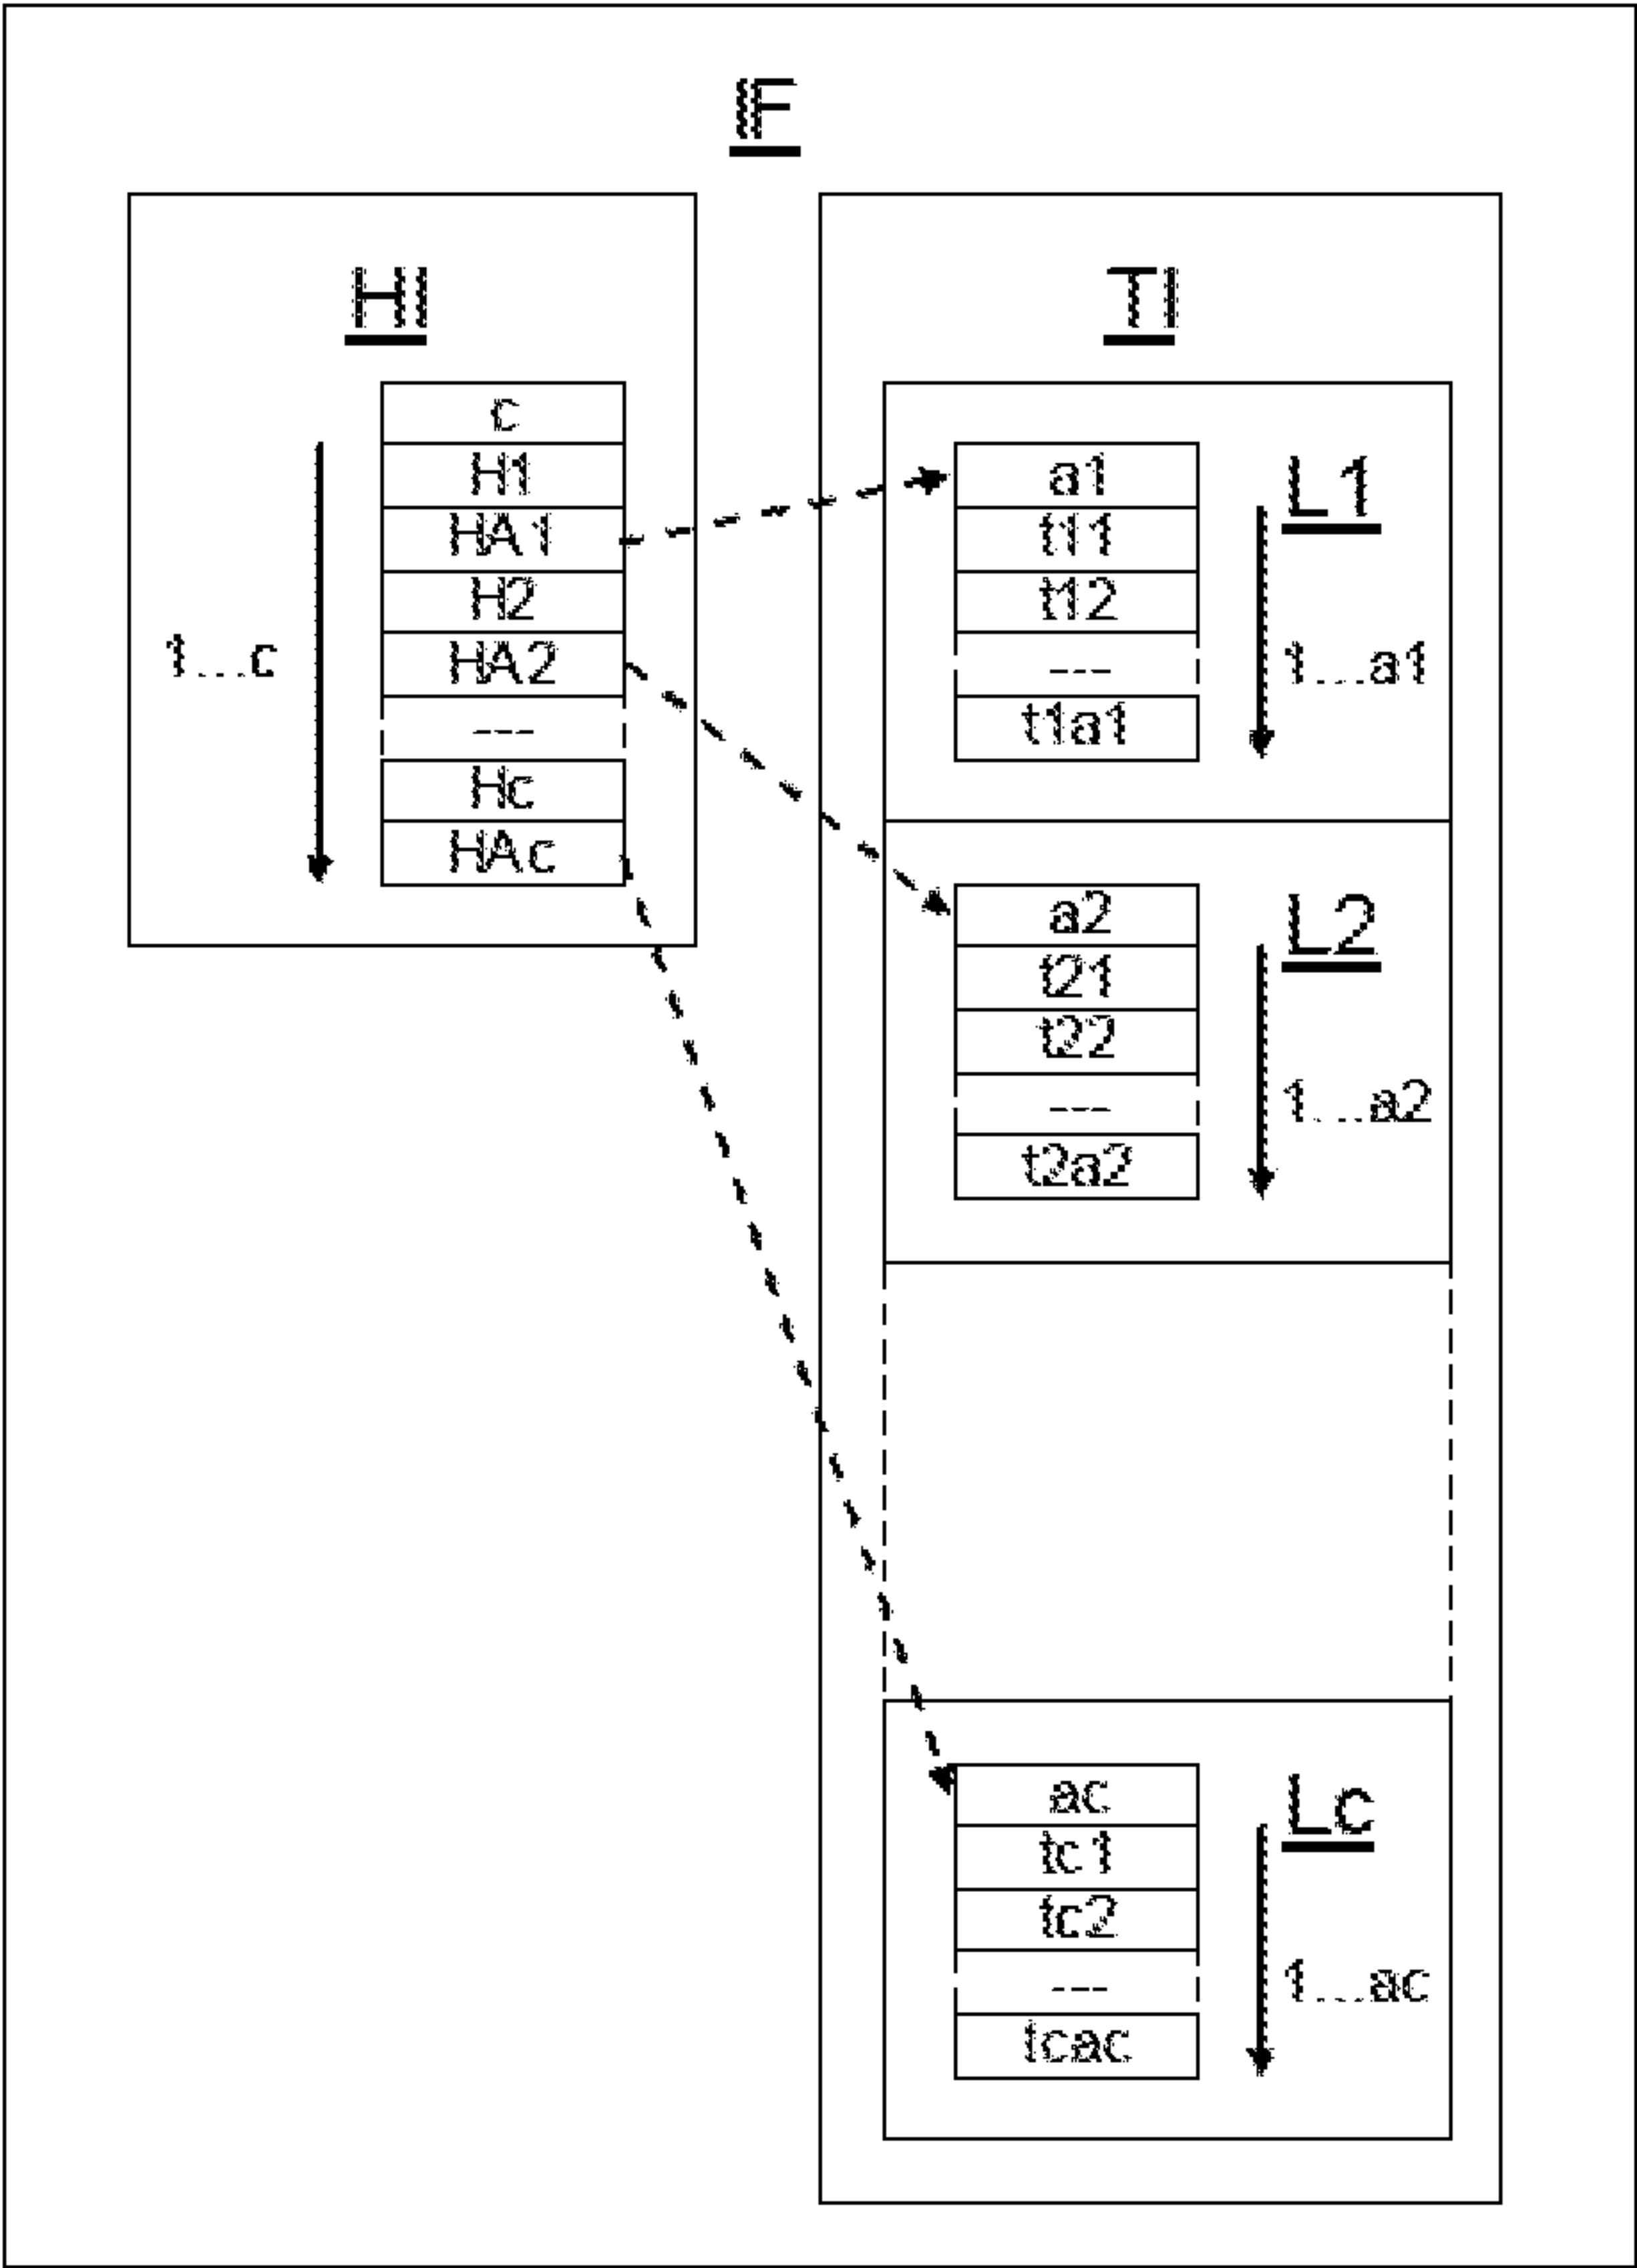 IF
HI
c
H1
HA1
H2
HA2
---
Hc
HAc
1...c
TI
a1
t11
t12
---
t1a1
L1
1...a1
a2
t21
t22
---
t2a2
L2
1...a2
ac
tc1
tc2
---
tcac
Lc
1...ac